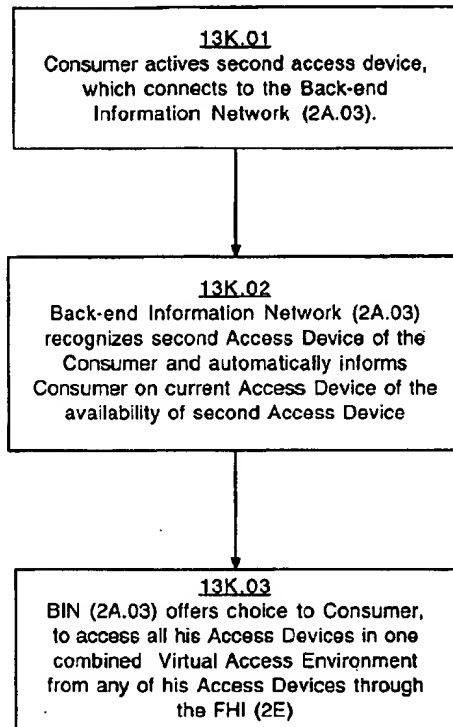 13K.01
Consumer actives second access device,
which connects to the Back-end
Information Network (2A.03).
13K.02
Back-end Information Network (2A.03)
recognizes second Access Device of the
Consumer and automatically informs
Consumer on current Access Device of the
availability of second Access Device
13K.03
BIN (2A.03) offers choice to Consumer,
to access all his Access Devices in one
combined Virtual Access Environment
from any of his Access Devices through
the FHI (2E)